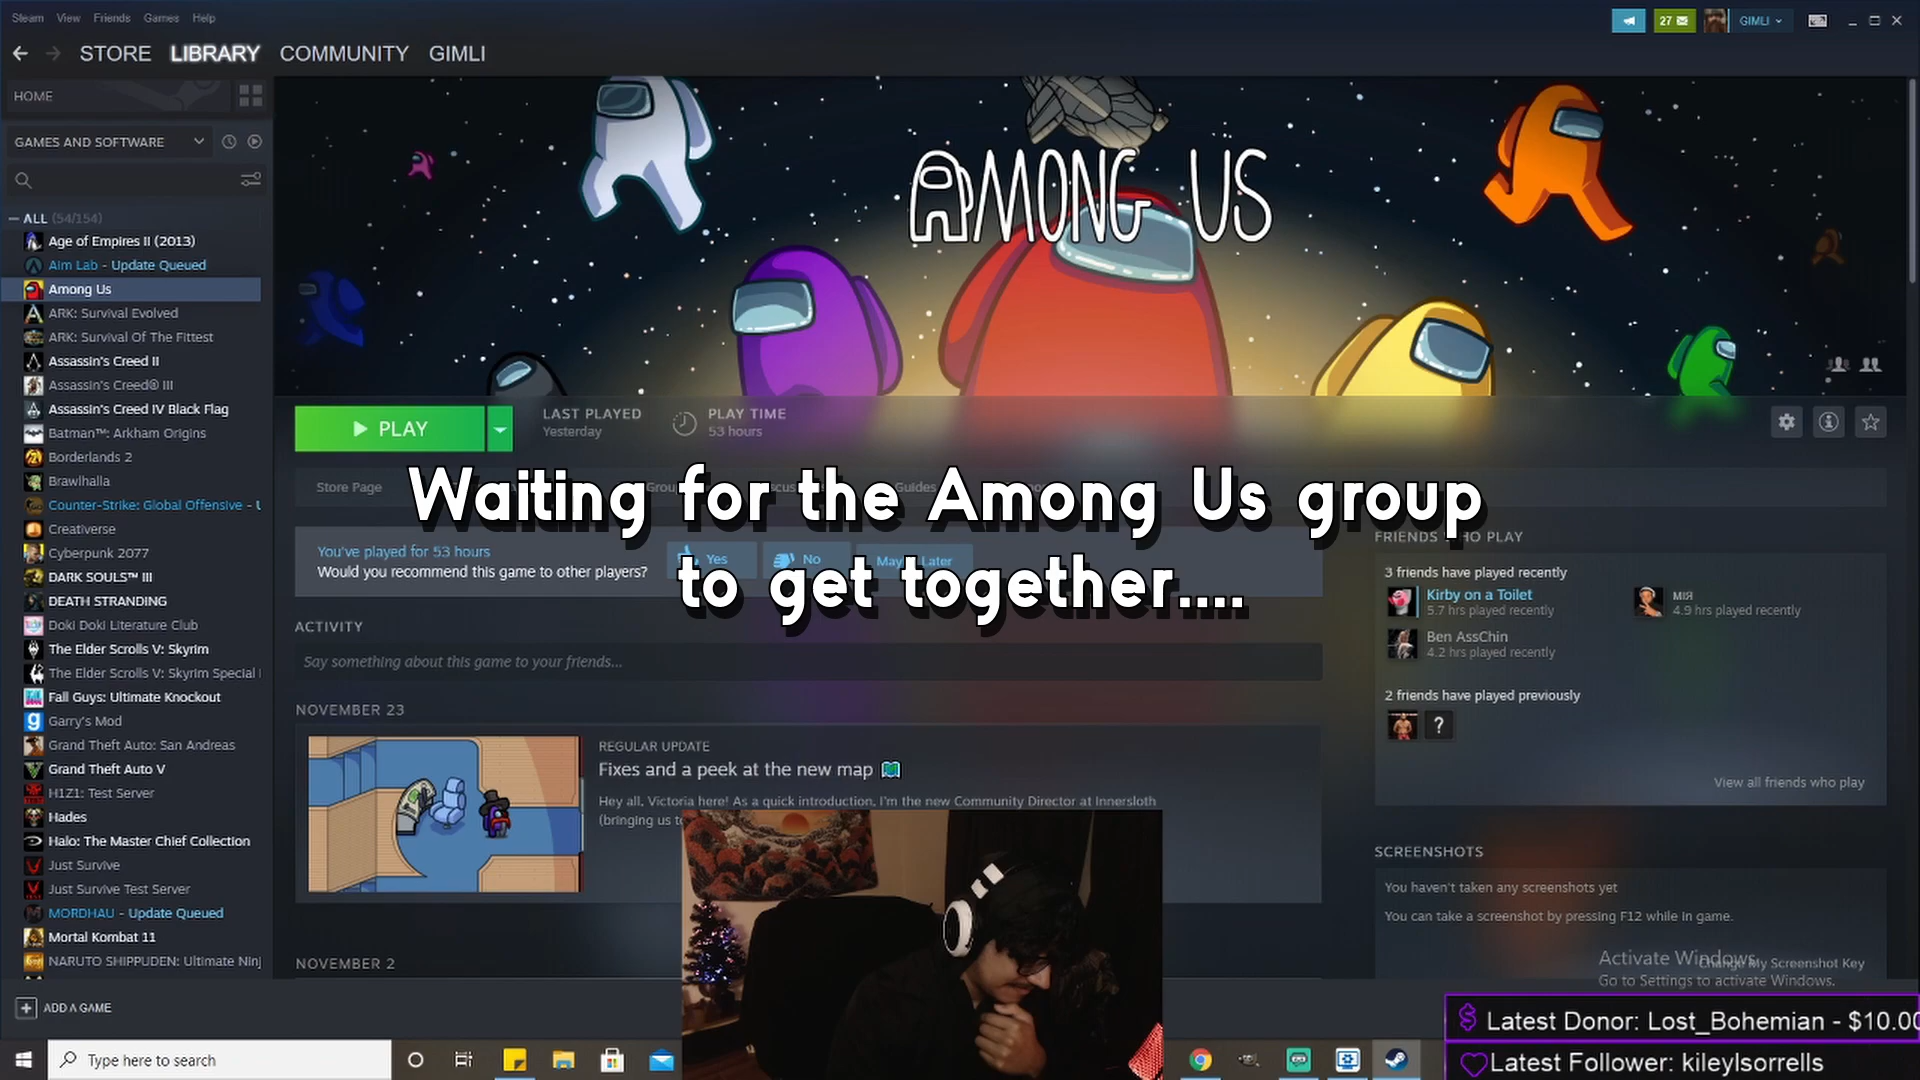 Steam View Friends Games Help
27 GIMLI
STORE LIBRARY COMMUNITY GIMLI
HOME
GAMES AND SOFTWARE
ALL (54/154)
Age of Empires II (2013)
Aim Lab - Update Queued
Among Us
ARK: Survival Evolved
ARK: Survival Of The Fittest
Assassin's Creed II
Assassin's Creed® III
Assassin's Creed IV Black Flag
Batman™: Arkham Origins
Borderlands 2
Brawlhalla
Counter-Strike: Global Offensive - U
Creativerse
Cyberpunk 2077
DARK SOULS™ III
DEATH STRANDING
Doki Doki Literature Club
The Elder Scrolls V: Skyrim
The Elder Scrolls V: Skyrim Special
Fall Guys: Ultimate Knockout
Garry's Mod
Grand Theft Auto: San Andreas
Grand Theft Auto V
H1Z1: Test Server
Hades
Halo: The Master Chief Collection
Just Survive
Just Survive Test Server
MORDHAU - Update Queued
Mortal Kombat 11
NARUTO SHIPPUDEN: Ultimate Ninj
ADD A GAME
AMONG US
PLAY
LAST PLAYED
Yesterday
PLAY TIME
53 hours
Store Page Guides
Waiting for the Among Us group
to get together....
You've played for 53 hours
Would you recommend this game to other players?
Yes No Later
ACTIVITY
Say something about this game to your friends...
NOVEMBER 23
REGULAR UPDATE
Fixes and a peek at the new map
Hey all, Victoria here! As a quick introduction, I'm the new Community Director at Innersloth
(bringing us to
NOVEMBER 2
FRIENDS WHO PLAY
3 friends have played recently
Kirby on a Toilet
5.7 hrs played recently
MIЯ
4.9 hrs played recently
Ben AssChin
4.2 hrs played recently
2 friends have played previously
?
View all friends who play
SCREENSHOTS
You haven't taken any screenshots yet
You can take a screenshot by pressing F12 while in game.
Activate Windows
Change My Screenshot Key
Go to Settings to activate Windows.
Latest Donor: Lost_Bohemian - $10.00
Latest Follower: kileylsorrells
Type here to search